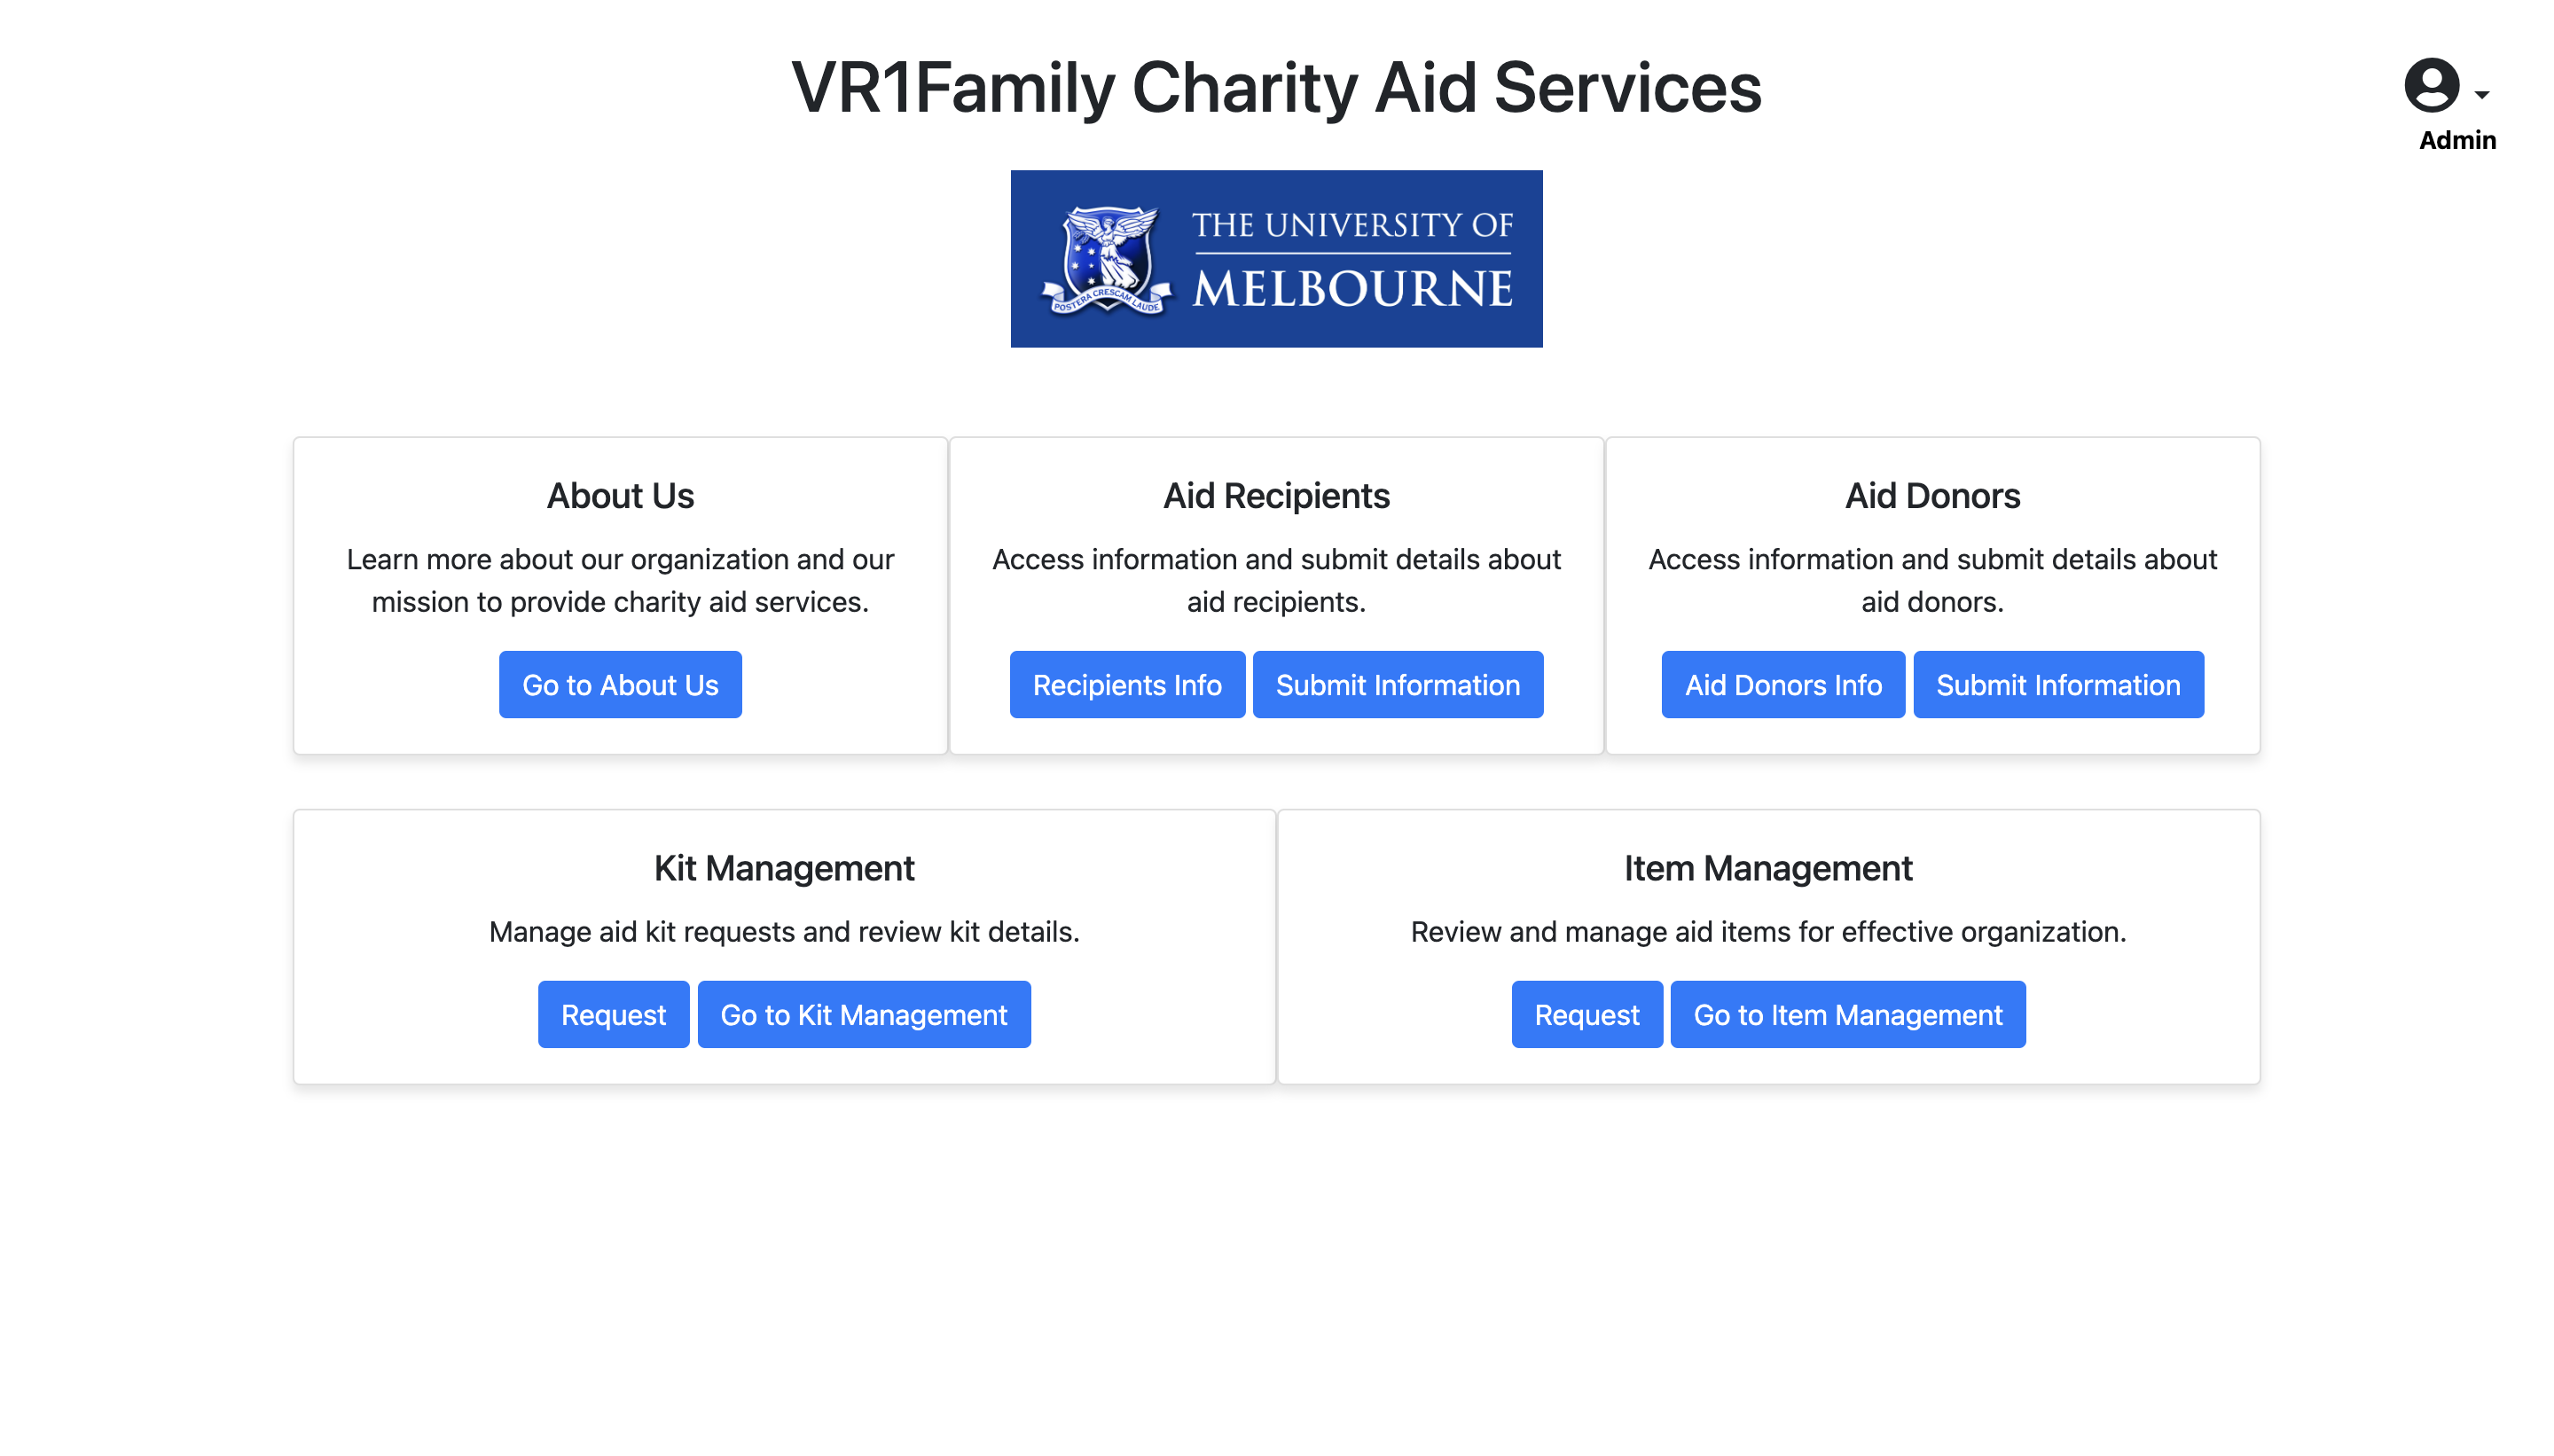 VR1Family Charity Aid Services
Admin
THE UNIVERSITY OF
MELBOURNE
POSTERA CRESCAM LAUDE
About Us
Learn more about our organization and our
mission to provide charity aid services.
Go to About Us
Aid Recipients
Access information and submit details about
aid recipients.
Recipients Info
Submit Information
Aid Donors
Access information and submit details about
aid donors.
Aid Donors Info
Submit Information
Kit Management
Manage aid kit requests and review kit details.
Request
Go to Kit Management
Item Management
Review and manage aid items for effective organization.
Request
Go to Item Management